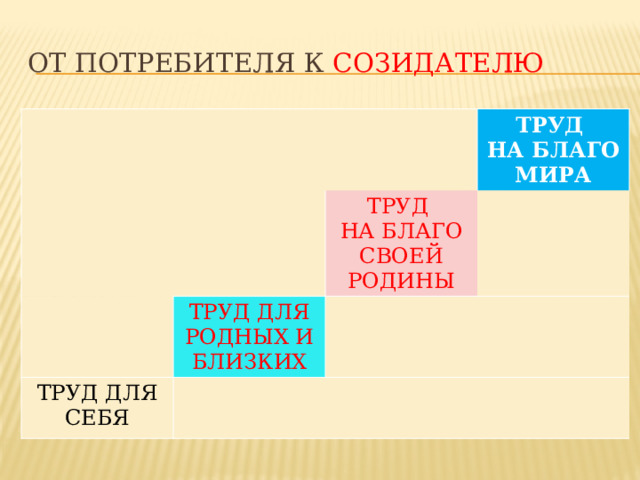 ОТ ПОТРЕБИТЕЛЯ К СОЗИДАТЕЛЮ
ТРУД
НА БЛАГО
МИРА
ТРУД
НА БЛАГО
СВОЕЙ
РОДИНЫ
ТРУД ДЛЯ
РОДНЫХ И
БЛИЗКИХ
ТРУД ДЛЯ
СЕБЯ